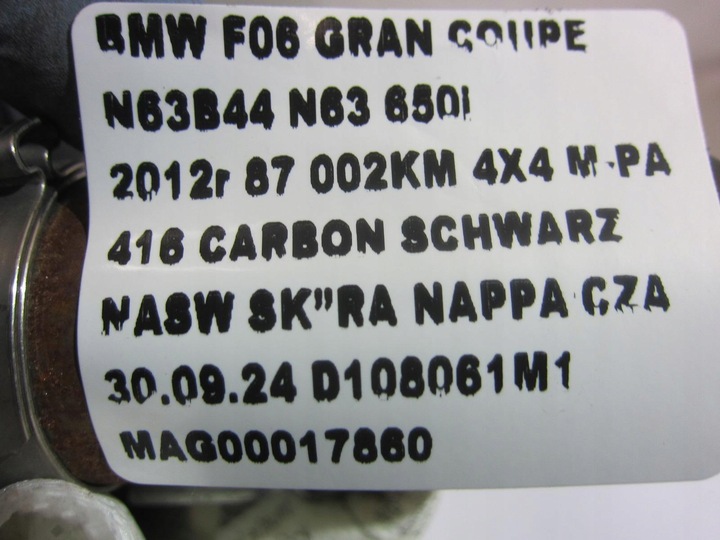 BMW F06 GRAN COUPE
N63B44 N63 650i
2012r 87 002KM 4X4 M-PA
416 CARBON SCHWARZ
NASW SK"RA NAPPA CZA
30.09.24 D108061M1
MAG00017860